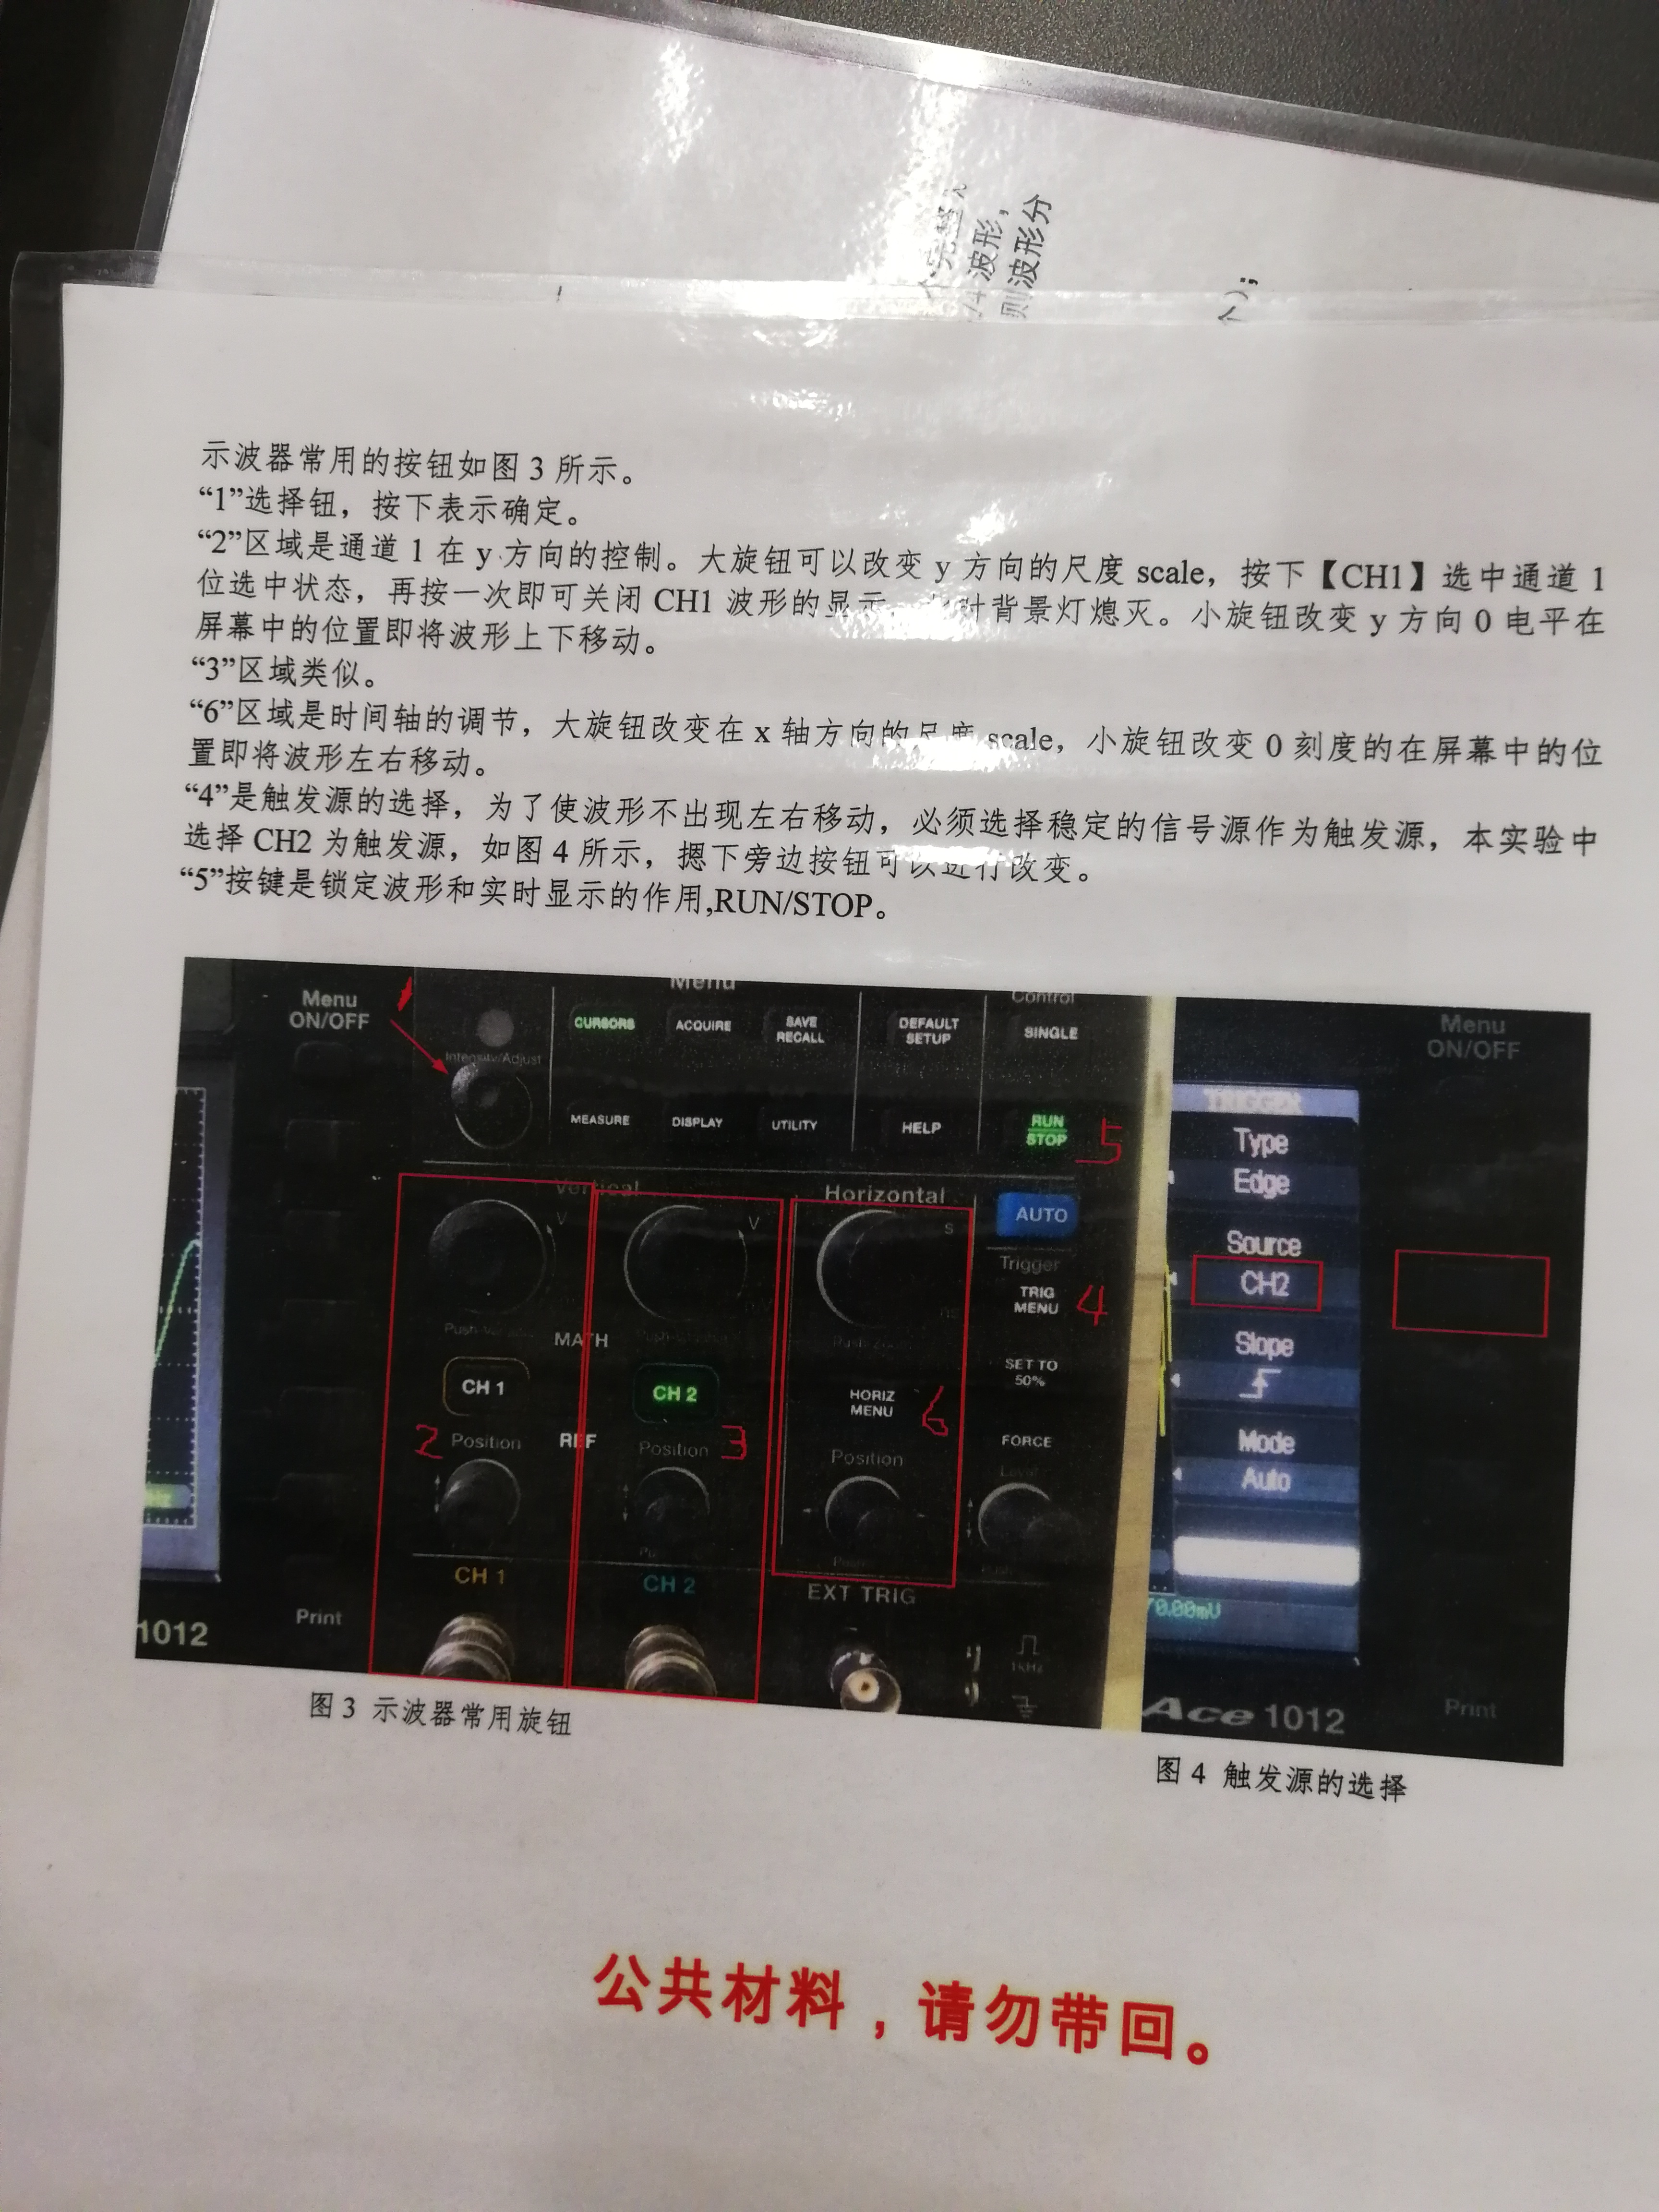 波形,
则波形分
个);
示波器常用的按钮如图 3 所示。
“1”选择钮，按下表示确定。
“2”区域是通道 1 在 y 方向的控制。大旋钮可以改变 y 方向的尺度 scale，按下【CH1】选中通道 1
位选中状态，再按一次即可关闭 CH1 波形的显示 时背景灯熄灭。小旋钮改变 y 方向 0 电平在
屏幕中的位置即将波形上下移动。
“3”区域类似。
“6”区域是时间轴的调节，大旋钮改变在 x 轴方向的尺度 scale，小旋钮改变 0 刻度的在屏幕中的位
置即将波形左右移动。
“4”是触发源的选择，为了使波形不出现左右移动，必须选择稳定的信号源作为触发源，本实验中
选择 CH2 为触发源，如图 4 所示，摁下旁边按钮可以进行改变。
“5”按键是锁定波形和实时显示的作用,RUN/STOP。
Menu
ON/OFF
1
Menu
Control
Intensity/Adjust
CURSORS
ACQUIRE
SAVE
RECALL
DEFAULT
SETUP
SINGLE
MEASURE
DISPLAY
UTILITY
HELP
RUN
STOP
5
Vertical
Horizontal
AUTO
V
V
s
Trigger
TRIG
MENU
4
MATH
SET TO
50%
CH 1
CH 2
HORIZ
MENU
6
2
Position
REF
Position
3
Position
FORCE
Level
CH 1
CH 2
EXT TRIG
1KHz
Print
1012
Menu
ON/OFF
TRIGGER
Type
Edge
Source
CH2
Slope
Mode
Auto
70.00mV
Ace 1012
Print
图 3 示波器常用旋钮
图 4 触发源的选择
公共材料，请勿带回。